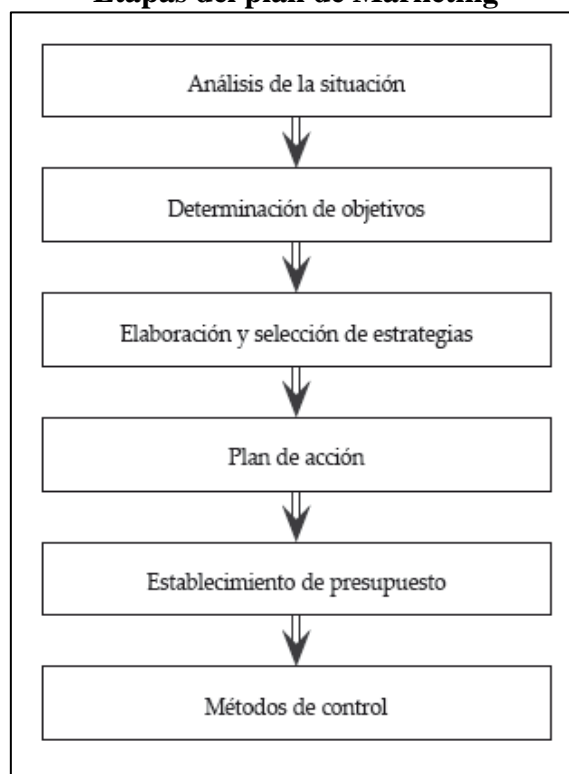 Etapas del plan de Marketing
Análisis de la situación
Determinación de objetivos
Elaboración y selección de estrategias
Plan de acción
Establecimiento de presupuesto
Métodos de control